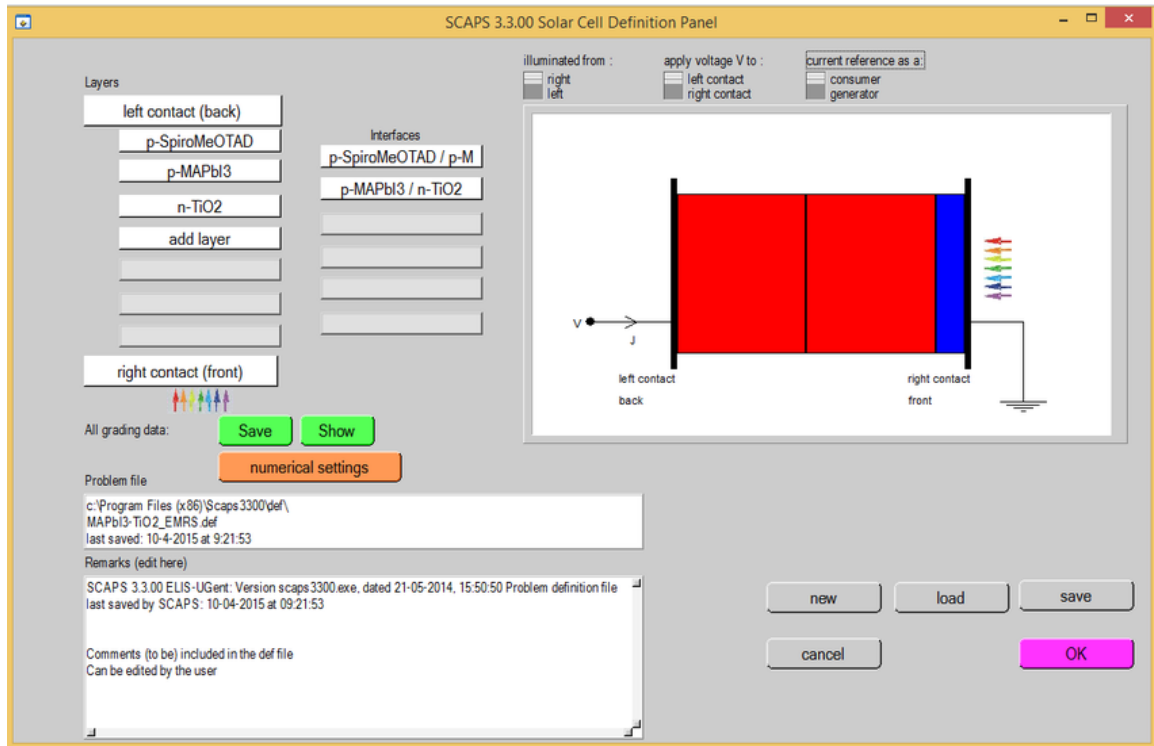 SCAPS 3.3.00 Solar Cell Definition Panel
illuminated from :
right
left
apply voltage V to :
left contact
right contact
current reference as a:
consumer
generator
Layers
left contact (back)
p-SpiroMeOTAD
p-MAPbI3
n-TiO2
add layer
right contact (front)
Interfaces
p-SpiroMeOTAD / p-M
p-MAPbI3 / n-TiO2
V
J
left contact
back
right contact
front
All grading data:
Save
Show
numerical settings
Problem file
c:\Program Files (x86)\Scaps3300\def\
MAPbI3-TiO2_EMRS.def
last saved: 10-4-2015 at 9:21:53
Remarks (edit here)
SCAPS 3.3.00 ELIS-UGent: Version scaps3300.exe, dated 21-05-2014, 15:50:50 Problem definition file
last saved by SCAPS: 10-04-2015 at 09:21:53
Comments (to be) included in the def file
Can be edited by the user
new
load
save
cancel
OK